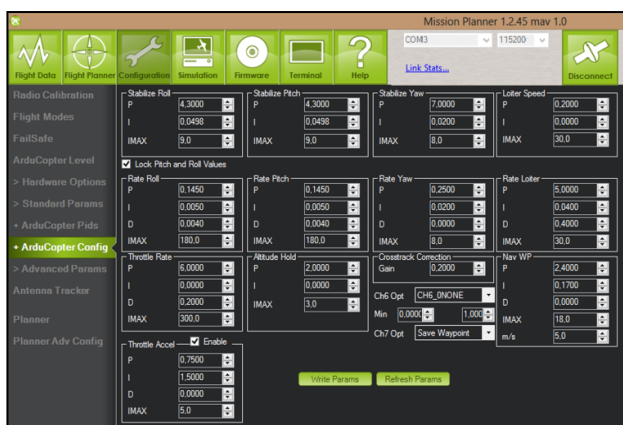 Mission Planner 1.2.45 mav 1.0
COM3 115200
Link Stats...
Flight Data Flight Planner Configuration Simulation Firmware Terminal Help Disconnect
Radio Calibration
Flight Modes
FailSafe
ArduCopter Level
> Hardware Options
> Standard Params
+ ArduCopter Pids
+ ArduCopter Config
> Advanced Params
Antenna Tracker
Planner
Planner Adv Config
Stabilize Roll
P 4,3000
I 0,0498
IMAX 9,0
Stabilize Pitch
P 4,3000
I 0,0498
IMAX 9,0
Stabilize Yaw
P 7,0000
I 0,0200
IMAX 8,0
Loiter Speed
P 0,2000
I 0,0000
IMAX 30,0
Lock Pitch and Roll Values
Rate Roll
P 0,1450
I 0,0050
D 0,0040
IMAX 180,0
Rate Pitch
P 0,1450
I 0,0050
D 0,0040
IMAX 180,0
Rate Yaw
P 0,2500
I 0,0200
D 0,0000
IMAX 8,0
Rate Loiter
P 5,0000
I 0,0400
D 0,4000
IMAX 30,0
Throttle Rate
P 6,0000
I 0,0000
D 0,2000
IMAX 300,0
Altitude Hold
P 2,0000
I 0,0000
IMAX 3,0
Crosstrack Correction
Gain 0,2000
Ch6 Opt CH6_0NONE
Min 0,0000 1,000
Ch7 Opt Save Waypoint
Nav WP
P 2,4000
I 0,1700
D 0,0000
IMAX 18,0
m/s 5,0
Throttle Accel Enable
P 0,7500
I 1,5000
D 0,0000
IMAX 5,0
Write Params Refresh Params